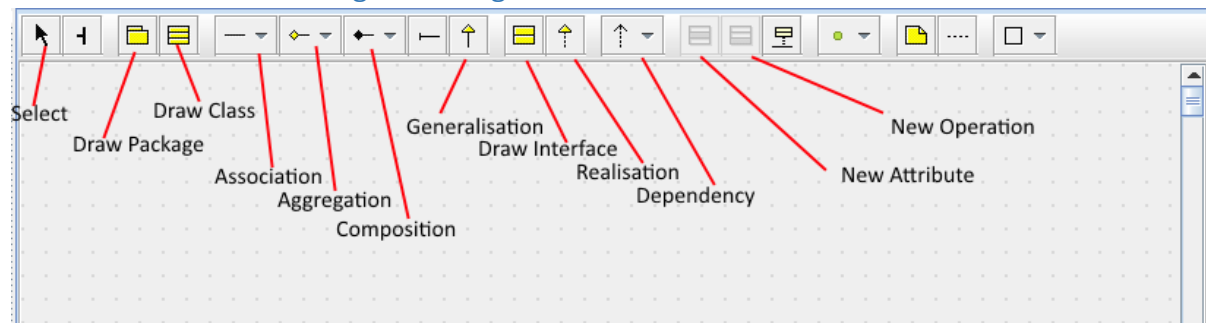 Select
Draw Class
Draw Package
Generalisation
New Operation
Draw Interface
Association
Realisation
New Attribute
Aggregation
Dependency
Composition